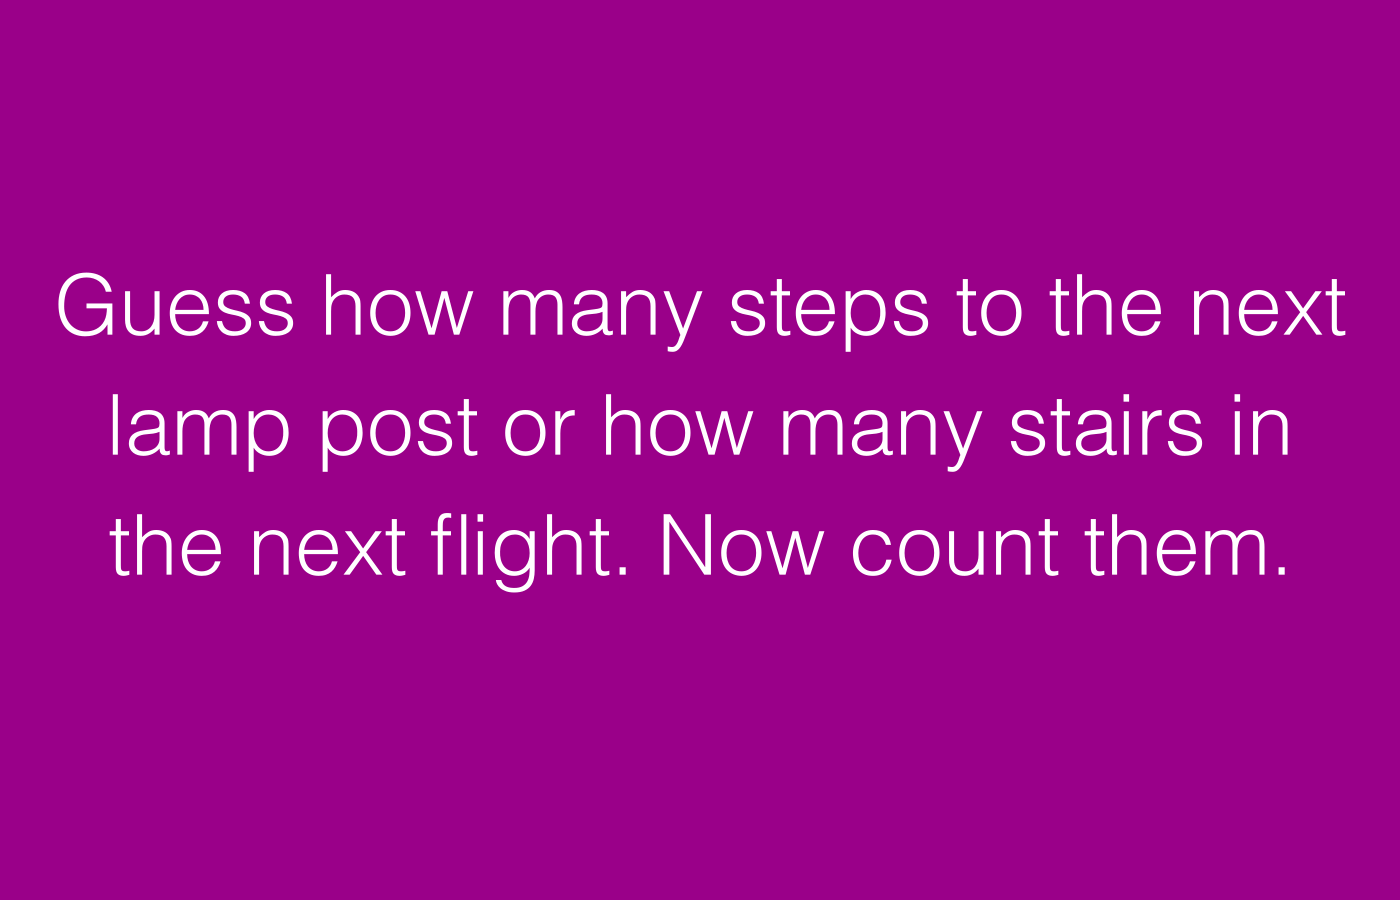 Guess how many steps to the next
lamp post or how many stairs in
the next flight. Now count them.